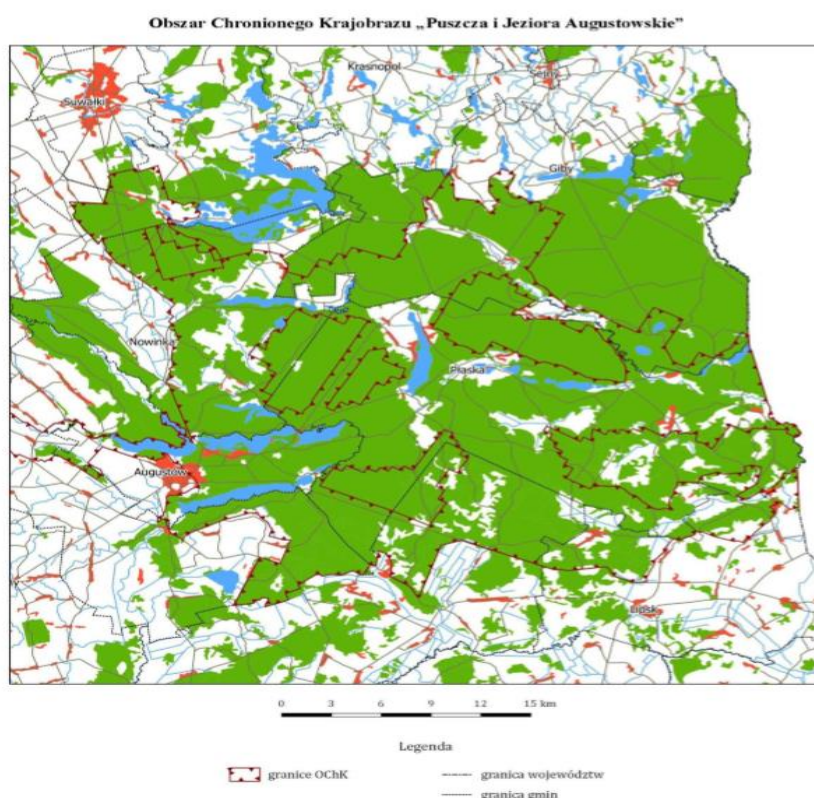 Obszar Chronionego Krajobrazu „Puszcza i Jeziora Augustowskie”
Krasnopol
Sejny
Suwałki
Giby
Nowinka
Płaska
Augustów
Lipsk
0 3 6 9 12 15 km
Legenda
granice OChK
granica województw
granica gmin